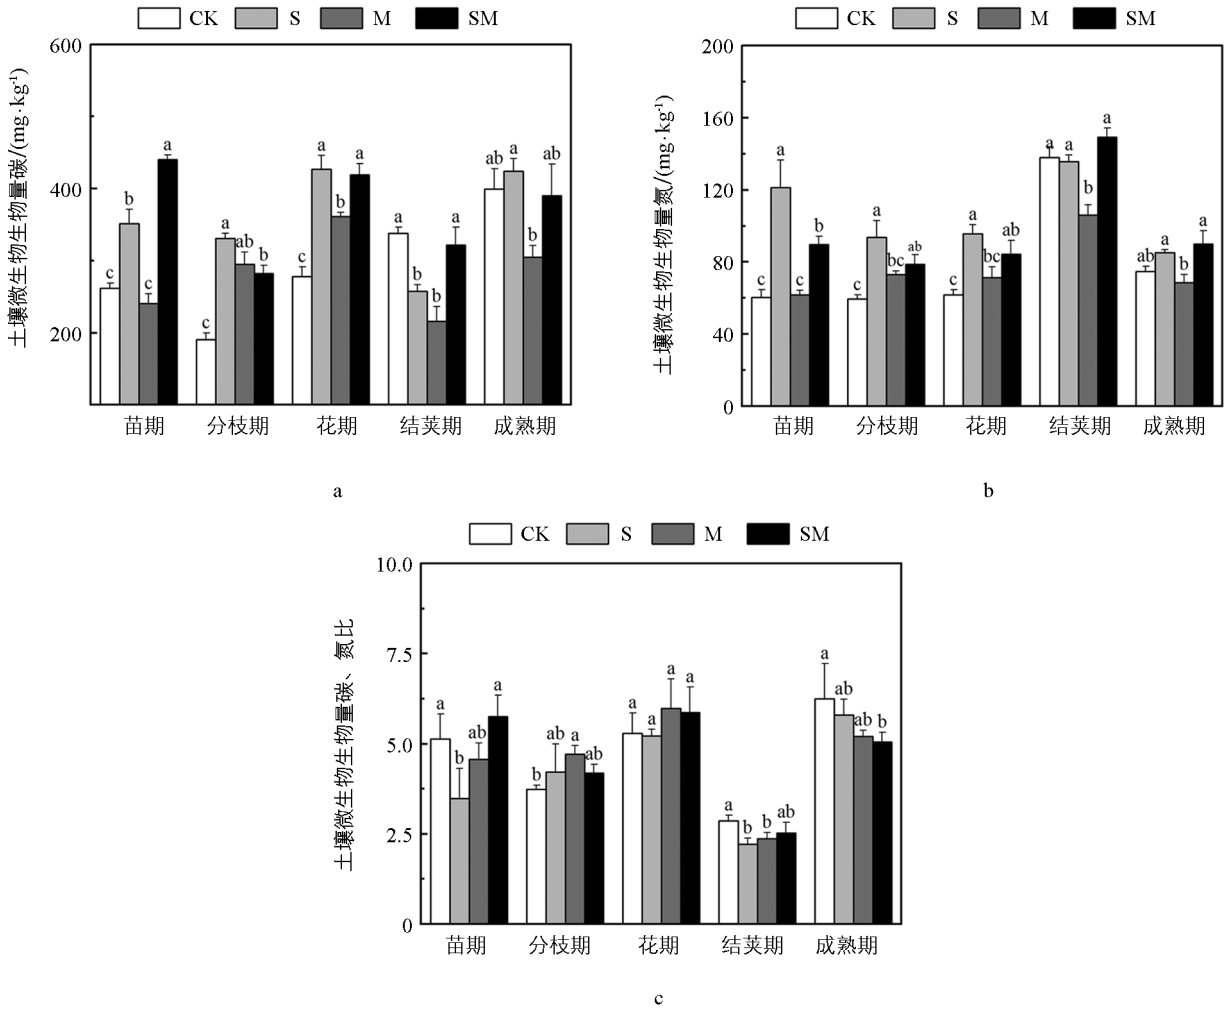 CK S M SM
土壤微生物生物量碳/(mg·kg⁻¹)
600
400
200
c b c a
c a ab b
c a b a
a b b a
ab a b ab
苗期 分枝期 花期 结荚期 成熟期
a
CK S M SM
土壤微生物生物量氮/(mg·kg⁻¹)
200
160
120
80
40
0
c a c b
c a bc ab
c a bc ab
a a b a
ab a b a
苗期 分枝期 花期 结荚期 成熟期
b
CK S M SM
土壤微生物生物量碳、氮比
10.0
7.5
5.0
2.5
0
a b ab a
b ab a ab
a a a a
a b b ab
a ab ab b
苗期 分枝期 花期 结荚期 成熟期
c